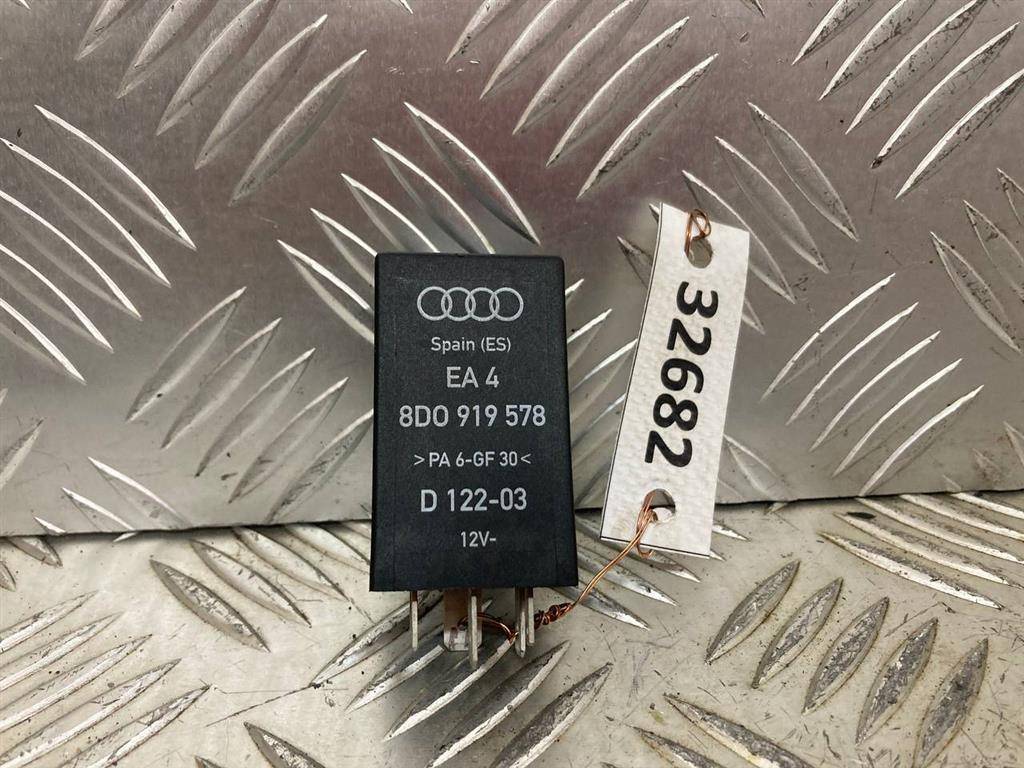 Spain (ES)
EA 4
8D0 919 578
>PA 6-GF 30<
D 122-03
12V-
32682